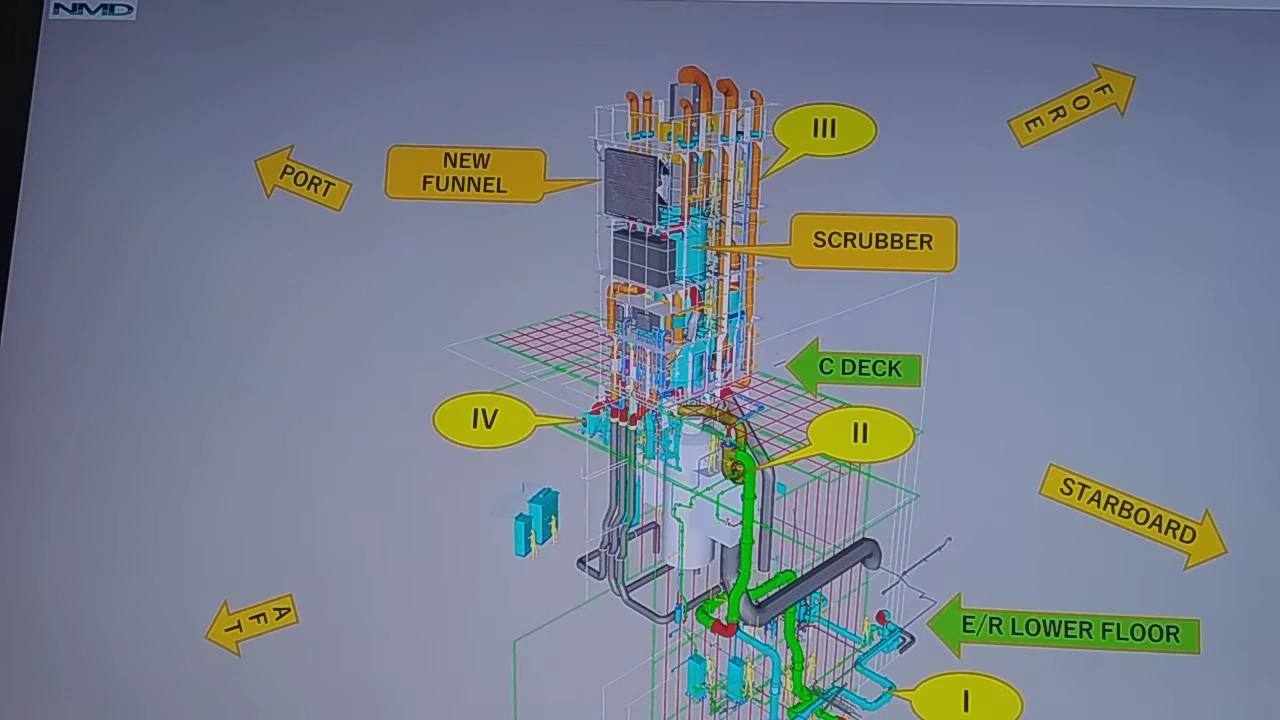 NMD
FORE
III
NEW
FUNNEL
PORT
SCRUBBER
C DECK
IV
II
STARBOARD
AFT
E/R LOWER FLOOR
I